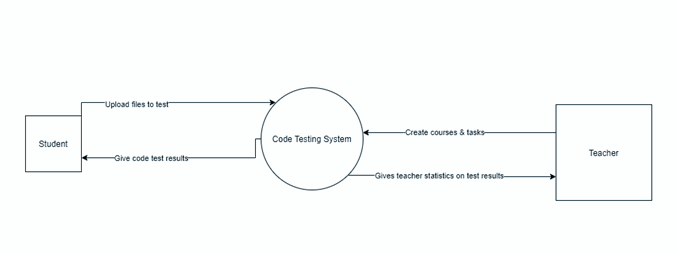 Upload files to test
Student
Give code test results
Code Testing System
Create courses & tasks
Gives teacher statistics on test results
Teacher